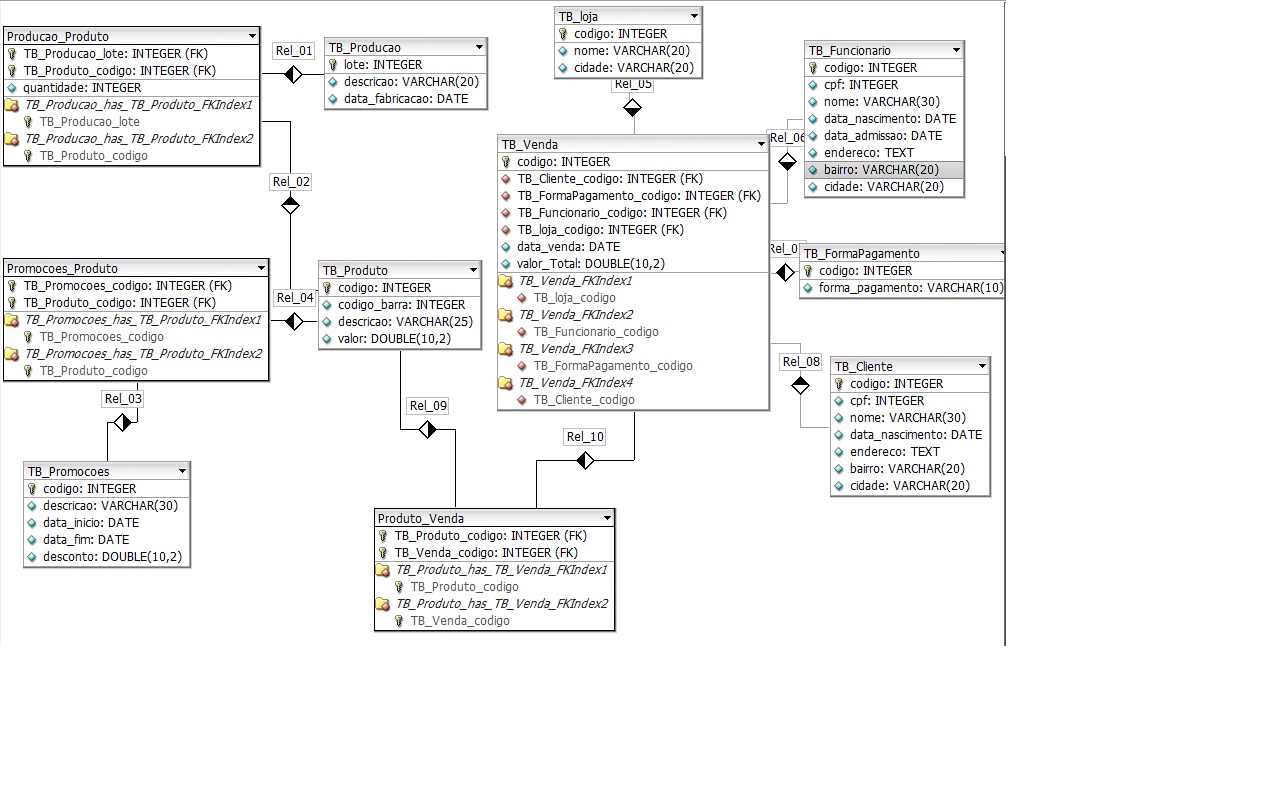 Producao_Produto
TB_Producao_lote: INTEGER (FK)
TB_Produto_codigo: INTEGER (FK)
quantidade: INTEGER
TB_Producao_has_TB_Produto_FKIndex1
TB_Producao_lote
TB_Producao_has_TB_Produto_FKIndex2
TB_Produto_codigo
Rel_01
TB_Producao
lote: INTEGER
descricao: VARCHAR(20)
data_fabricacao: DATE
TB_loja
codigo: INTEGER
nome: VARCHAR(20)
cidade: VARCHAR(20)
Rel_05
TB_Funcionario
codigo: INTEGER
cpf: INTEGER
nome: VARCHAR(30)
data_nascimento: DATE
data_admissao: DATE
endereco: TEXT
bairro: VARCHAR(20)
cidade: VARCHAR(20)
Rel_06
Rel_02
TB_Venda
codigo: INTEGER
TB_Cliente_codigo: INTEGER (FK)
TB_FormaPagamento_codigo: INTEGER (FK)
TB_Funcionario_codigo: INTEGER (FK)
TB_loja_codigo: INTEGER (FK)
data_venda: DATE
valor_Total: DOUBLE(10,2)
TB_Venda_FKIndex1
TB_loja_codigo
TB_Venda_FKIndex2
TB_Funcionario_codigo
TB_Venda_FKIndex3
TB_FormaPagamento_codigo
TB_Venda_FKIndex4
TB_Cliente_codigo
TB_FormaPagamento
codigo: INTEGER
forma_pagamento: VARCHAR(10)
Promocoes_Produto
TB_Promocoes_codigo: INTEGER (FK)
TB_Produto_codigo: INTEGER (FK)
TB_Promocoes_has_TB_Produto_FKIndex1
TB_Promocoes_codigo
TB_Promocoes_has_TB_Produto_FKIndex2
TB_Produto_codigo
Rel_04
TB_Produto
codigo: INTEGER
codigo_barra: INTEGER
descricao: VARCHAR(25)
valor: DOUBLE(10,2)
Rel_08
TB_Cliente
codigo: INTEGER
cpf: INTEGER
nome: VARCHAR(30)
data_nascimento: DATE
endereco: TEXT
bairro: VARCHAR(20)
cidade: VARCHAR(20)
Rel_03
Rel_09
Rel_10
TB_Promocoes
codigo: INTEGER
descricao: VARCHAR(30)
data_inicio: DATE
data_fim: DATE
desconto: DOUBLE(10,2)
Produto_Venda
TB_Produto_codigo: INTEGER (FK)
TB_Venda_codigo: INTEGER (FK)
TB_Produto_has_TB_Venda_FKIndex1
TB_Produto_codigo
TB_Produto_has_TB_Venda_FKIndex2
TB_Venda_codigo